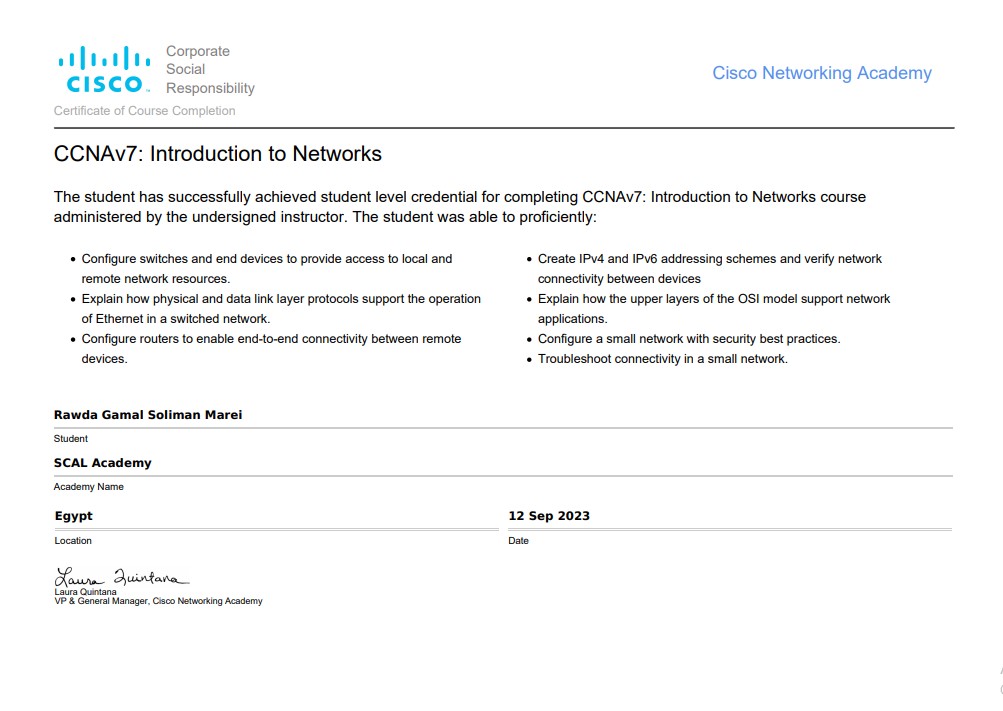 Corporate
Social
Responsibility
CISCO
Cisco Networking Academy
Certificate of Course Completion
CCNAv7: Introduction to Networks
The student has successfully achieved student level credential for completing CCNAv7: Introduction to Networks course
administered by the undersigned instructor. The student was able to proficiently:
• Configure switches and end devices to provide access to local and
remote network resources.
• Explain how physical and data link layer protocols support the operation
of Ethernet in a switched network.
• Configure routers to enable end-to-end connectivity between remote
devices.
• Create IPv4 and IPv6 addressing schemes and verify network
connectivity between devices
• Explain how the upper layers of the OSI model support network
applications.
• Configure a small network with security best practices.
• Troubleshoot connectivity in a small network.
Rawda Gamal Soliman Marei
Student
SCAL Academy
Academy Name
Egypt
Location
12 Sep 2023
Date
Laura Quintana
Laura Quintana
VP & General Manager, Cisco Networking Academy